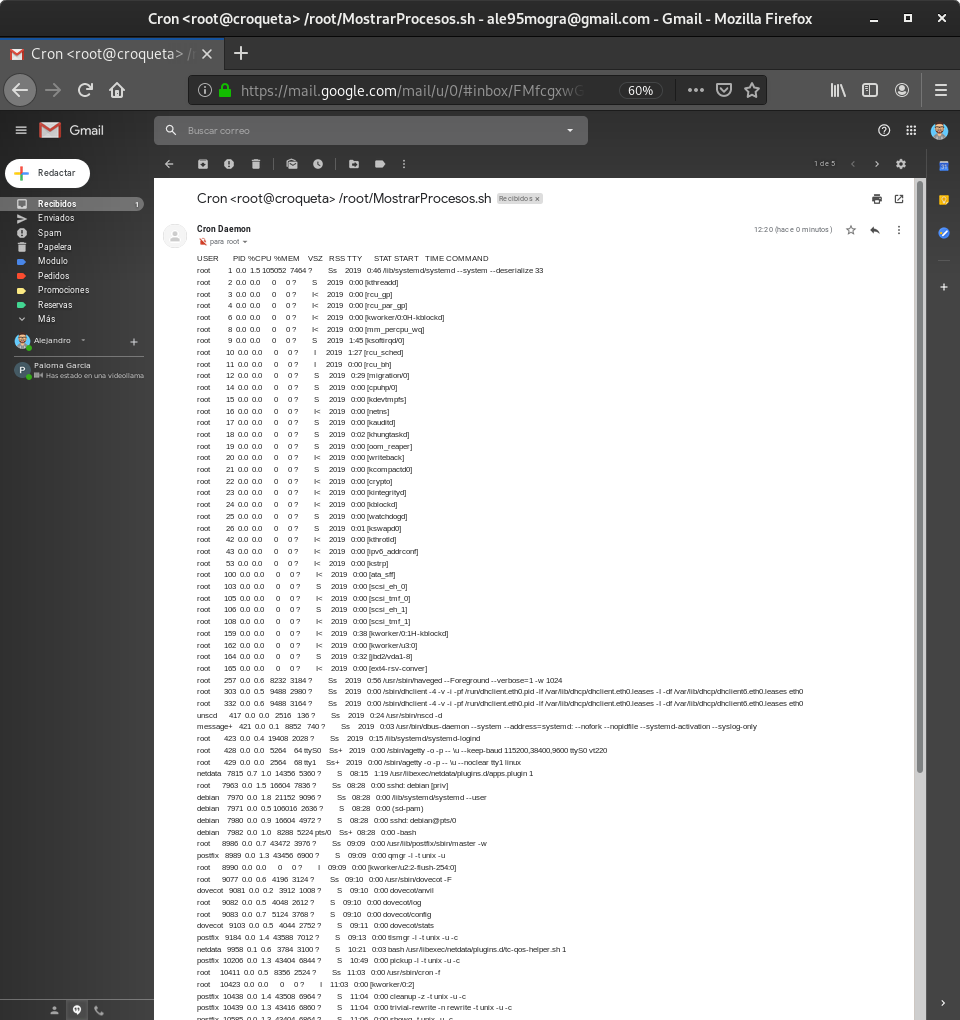 Cron <root@croqueta> /root/MostrarProcesos.sh - ale95mogra@gmail.com - Gmail - Mozilla Firefox
Cron <root@croqueta> /
https://mail.google.com/mail/u/0/#inbox/FMfcgxwG
60%
Gmail
Buscar correo
Redactar
1 de 5
Recibidos 1
Enviados
Spam
Papelera
Modulo
Pedidos
Promociones
Reservas
Más
Alejandro
P Paloma Garcia
Has estado en una videollama
Cron <root@croqueta> /root/MostrarProcesos.sh Recibidos x
Cron Daemon 12:20 (hace 0 minutos)
para root
USER PID %CPU %MEM VSZ RSS TTY STAT START TIME COMMAND
root 1 0.0 1.5 105052 7464 ? Ss 2019 0:46 /lib/systemd/systemd --system --deserialize 33
root 2 0.0 0.0 0 0 ? S 2019 0:00 [kthreadd]
root 3 0.0 0.0 0 0 ? I< 2019 0:00 [rcu_gp]
root 4 0.0 0.0 0 0 ? I< 2019 0:00 [rcu_par_gp]
root 6 0.0 0.0 0 0 ? I< 2019 0:00 [kworker/0:0H-kblockd]
root 8 0.0 0.0 0 0 ? I< 2019 0:00 [mm_percpu_wq]
root 9 0.0 0.0 0 0 ? S 2019 1:45 [ksoftirqd/0]
root 10 0.0 0.0 0 0 ? I 2019 1:27 [rcu_sched]
root 11 0.0 0.0 0 0 ? I 2019 0:00 [rcu_bh]
root 12 0.0 0.0 0 0 ? S 2019 0:29 [migration/0]
root 14 0.0 0.0 0 0 ? S 2019 0:00 [cpuhp/0]
root 15 0.0 0.0 0 0 ? S 2019 0:00 [kdevtmpfs]
root 16 0.0 0.0 0 0 ? I< 2019 0:00 [netns]
root 17 0.0 0.0 0 0 ? S 2019 0:00 [kauditd]
root 18 0.0 0.0 0 0 ? S 2019 0:02 [khungtaskd]
root 19 0.0 0.0 0 0 ? S 2019 0:00 [oom_reaper]
root 20 0.0 0.0 0 0 ? I< 2019 0:00 [writeback]
root 21 0.0 0.0 0 0 ? S 2019 0:00 [kcompactd0]
root 22 0.0 0.0 0 0 ? I< 2019 0:00 [crypto]
root 23 0.0 0.0 0 0 ? I< 2019 0:00 [kintegrityd]
root 24 0.0 0.0 0 0 ? I< 2019 0:00 [kblockd]
root 25 0.0 0.0 0 0 ? S 2019 0:00 [watchdogd]
root 26 0.0 0.0 0 0 ? S 2019 0:01 [kswapd0]
root 42 0.0 0.0 0 0 ? I< 2019 0:00 [kthrotld]
root 43 0.0 0.0 0 0 ? I< 2019 0:00 [ipv6_addrconf]
root 53 0.0 0.0 0 0 ? I< 2019 0:00 [kstrp]
root 100 0.0 0.0 0 0 ? I< 2019 0:00 [ata_sff]
root 103 0.0 0.0 0 0 ? S 2019 0:00 [scsi_eh_0]
root 105 0.0 0.0 0 0 ? I< 2019 0:00 [scsi_tmf_0]
root 106 0.0 0.0 0 0 ? S 2019 0:00 [scsi_eh_1]
root 108 0.0 0.0 0 0 ? I< 2019 0:00 [scsi_tmf_1]
root 159 0.0 0.0 0 0 ? I< 2019 0:38 [kworker/0:1H-kblockd]
root 162 0.0 0.0 0 0 ? I< 2019 0:00 [kworker/u3:0]
root 164 0.0 0.0 0 0 ? S 2019 0:32 [jbd2/vda1-8]
root 165 0.0 0.0 0 0 ? I< 2019 0:00 [ext4-rsv-conver]
root 257 0.0 0.6 8232 3184 ? Ss 2019 0:56 /usr/sbin/haveged --Foreground --verbose=1 -w 1024
root 303 0.0 0.5 9488 2980 ? Ss 2019 0:00 /sbin/dhclient -4 -v -i -pf /run/dhclient.eth0.pid -lf /var/lib/dhcp/dhclient.eth0.leases -I -df /var/lib/dhcp/dhclient6.eth0.leases eth0
root 332 0.0 0.6 9488 3164 ? Ss 2019 0:00 /sbin/dhclient -4 -v -i -pf /run/dhclient.eth0.pid -lf /var/lib/dhcp/dhclient.eth0.leases -I -df /var/lib/dhcp/dhclient6.eth0.leases eth0
unscd 417 0.0 0.0 2516 136 ? Ss 2019 0:24 /usr/sbin/nscd -d
message+ 421 0.0 0.1 8852 740 ? Ss 2019 0:03 /usr/bin/dbus-daemon --system --address=systemd: --nofork --nopidfile --systemd-activation --syslog-only
root 423 0.0 0.4 19408 2028 ? Ss 2019 0:15 /lib/systemd/systemd-logind
root 428 0.0 0.0 5264 64 ttyS0 Ss+ 2019 0:00 /sbin/agetty -o -p -- \u --keep-baud 115200,38400,9600 ttyS0 vt220
root 429 0.0 0.0 2564 68 tty1 Ss+ 2019 0:00 /sbin/agetty -o -p -- \u --noclear tty1 linux
netdata 7815 0.7 1.0 14356 5360 ? S 08:15 1:19 /usr/libexec/netdata/plugins.d/apps.plugin 1
root 7963 0.0 1.5 16604 7836 ? Ss 08:28 0:00 sshd: debian [priv]
debian 7970 0.0 1.8 21152 9096 ? Ss 08:28 0:00 /lib/systemd/systemd --user
debian 7971 0.0 0.5 106016 2636 ? S 08:28 0:00 (sd-pam)
debian 7980 0.0 0.9 16604 4972 ? S 08:28 0:00 sshd: debian@pts/0
debian 7982 0.0 1.0 8288 5224 pts/0 Ss+ 08:28 0:00 -bash
root 8986 0.0 0.7 43472 3976 ? Ss 09:09 0:00 /usr/lib/postfix/sbin/master -w
postfix 8989 0.0 1.3 43456 6900 ? S 09:09 0:00 qmgr -l -t unix -u
root 8990 0.0 0.0 0 0 ? I 09:09 0:00 [kworker/u2:2-flush-254:0]
root 9077 0.0 0.6 4196 3124 ? Ss 09:10 0:00 /usr/sbin/dovecot -F
dovecot 9081 0.0 0.2 3912 1008 ? S 09:10 0:00 dovecot/anvil
root 9082 0.0 0.5 4048 2612 ? S 09:10 0:00 dovecot/log
root 9083 0.0 0.7 5124 3768 ? S 09:10 0:00 dovecot/config
dovecot 9103 0.0 0.5 4044 2752 ? S 09:11 0:00 dovecot/stats
postfix 9184 0.0 1.4 43588 7012 ? S 09:13 0:00 tlsmgr -l -t unix -u -c
netdata 9958 0.1 0.6 3784 3100 ? S 10:21 0:03 bash /usr/libexec/netdata/plugins.d/tc-qos-helper.sh 1
postfix 10206 0.0 1.3 43404 6844 ? S 10:49 0:00 pickup -l -t unix -u -c
root 10411 0.0 0.5 8356 2524 ? Ss 11:03 0:00 /usr/sbin/cron -f
root 10423 0.0 0.0 0 0 ? I 11:03 0:00 [kworker/0:2]
postfix 10438 0.0 1.4 43508 6964 ? S 11:04 0:00 cleanup -z -t unix -u -c
postfix 10439 0.0 1.3 43416 6860 ? S 11:04 0:00 trivial-rewrite -n rewrite -t unix -u -c
postfix 10585 0.0 1.3 43404 6864 ? S 11:06 0:00 showq -t unix -u -c